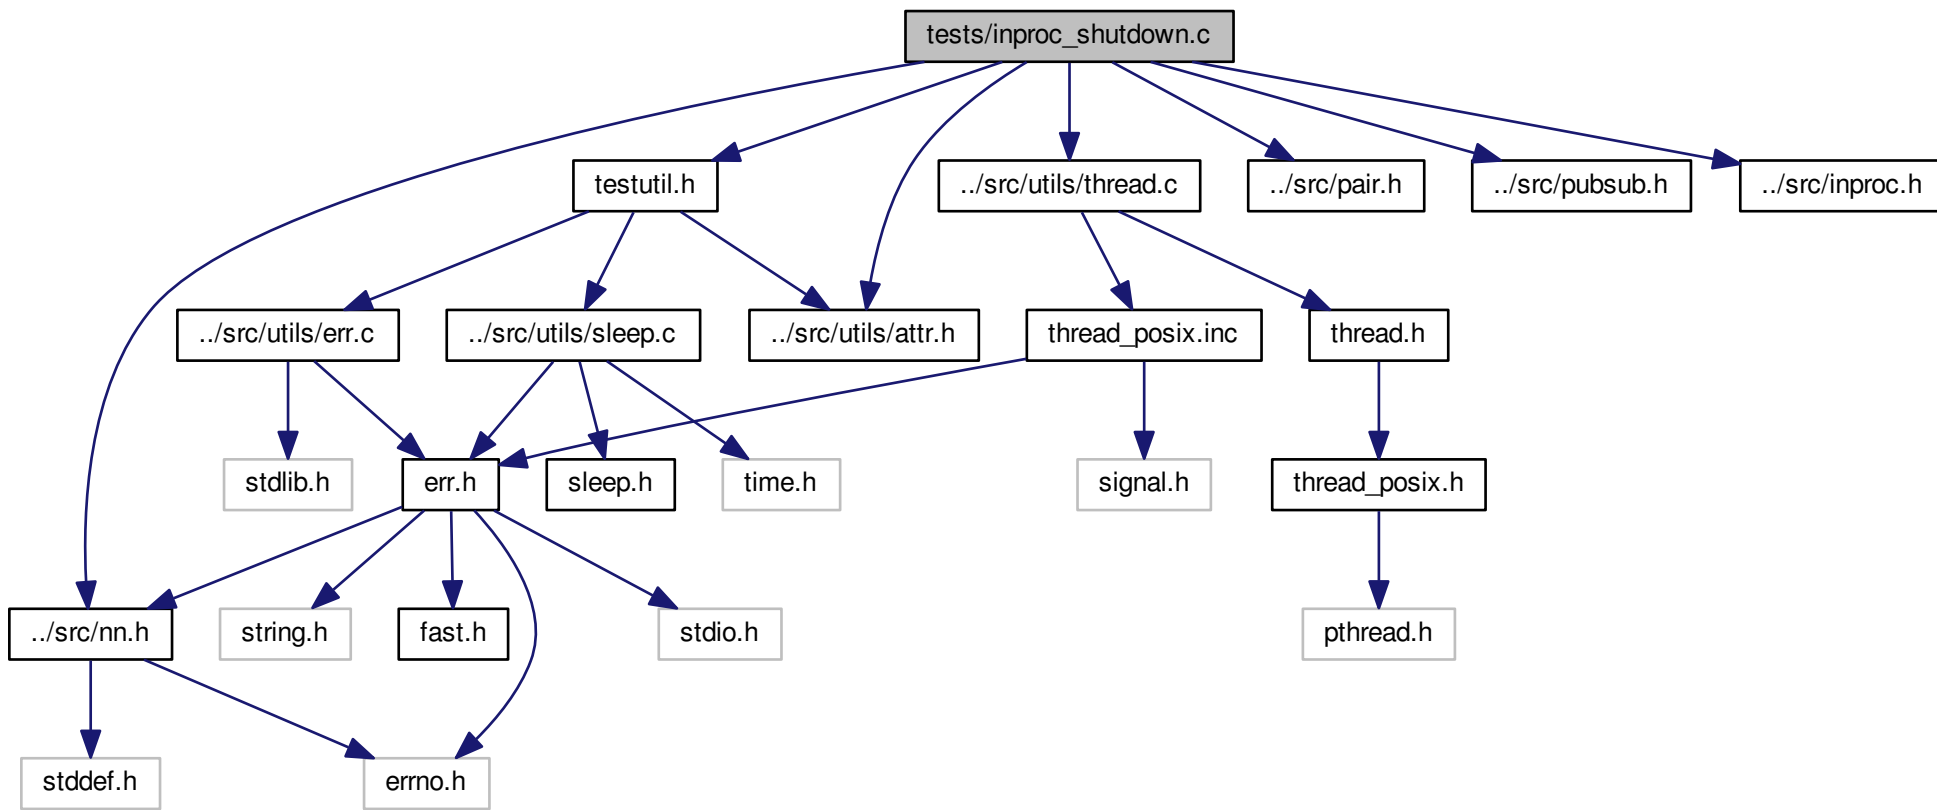 tests/inproc_shutdown.c
testutil.h
../src/utils/thread.c
../src/pair.h
../src/pubsub.h
../src/inproc.h
../src/utils/err.c
../src/utils/sleep.c
../src/utils/attr.h
thread_posix.inc
thread.h
stdlib.h
err.h
sleep.h
time.h
signal.h
thread_posix.h
../src/nn.h
string.h
fast.h
stdio.h
pthread.h
stddef.h
errno.h